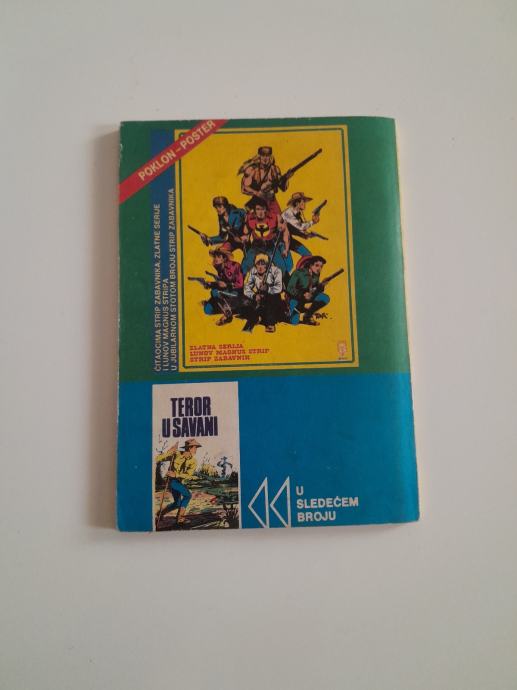 POKLON – POSTER
ČITAOCIMA STRIP ZABAVNIKA, ZLATNE SERIJE
I LUNOV MAGNUS STRIPA
U JUBILARNOM STOTOM BROJU STRIP ZABAVNIKA
ZLATNA SERIJA
LUNOV MAGNUS STRIP
STRIP ZABAVNIK
TEROR
U SAVANI
U
SLEDEĆEM
BROJU